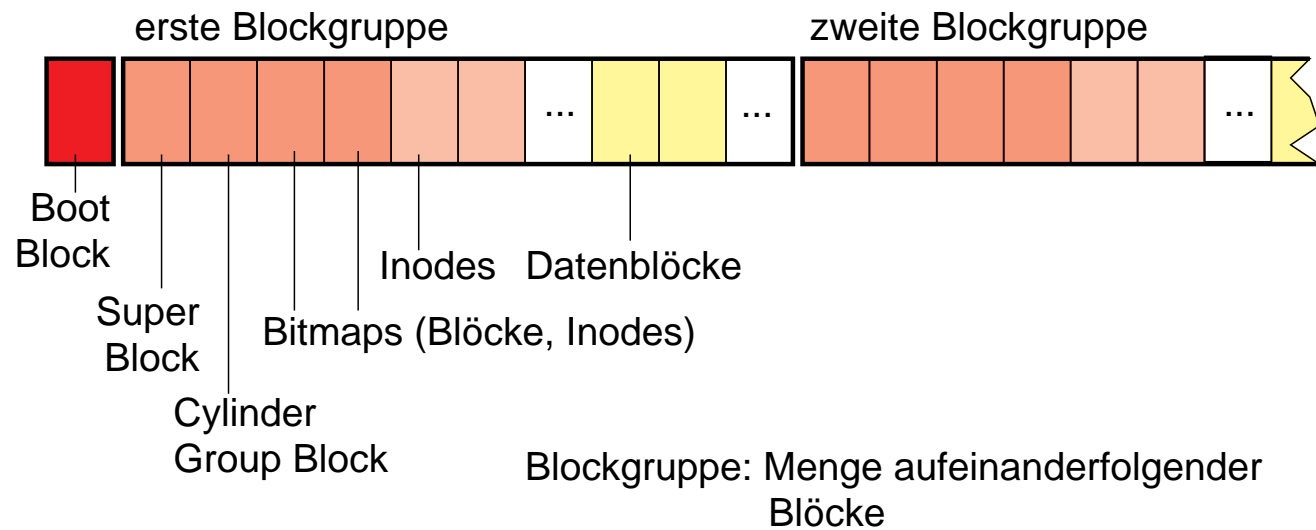 erste Blockgruppe
zweite Blockgruppe
...
...
...
Boot
Block
Inodes
Datenblöcke
Super
Block
Bitmaps (Blöcke, Inodes)
Cylinder
Group Block
Blockgruppe: Menge aufeinanderfolgender
Blöcke